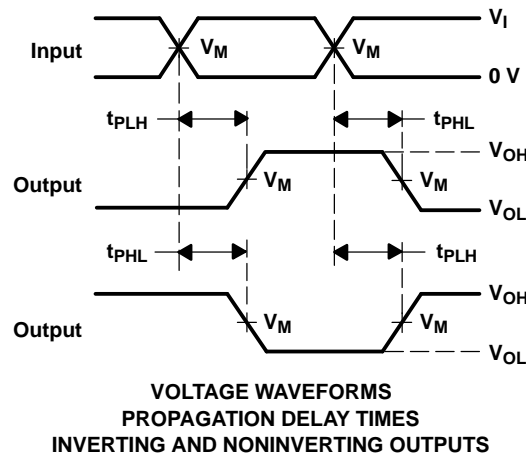 V_I
Input
V_M
V_M
0 V
t_PLH
t_PHL
V_OH
Output
V_M
V_M
V_OL
t_PHL
t_PLH
V_OH
Output
V_M
V_M
V_OL
VOLTAGE WAVEFORMS
PROPAGATION DELAY TIMES
INVERTING AND NONINVERTING OUTPUTS